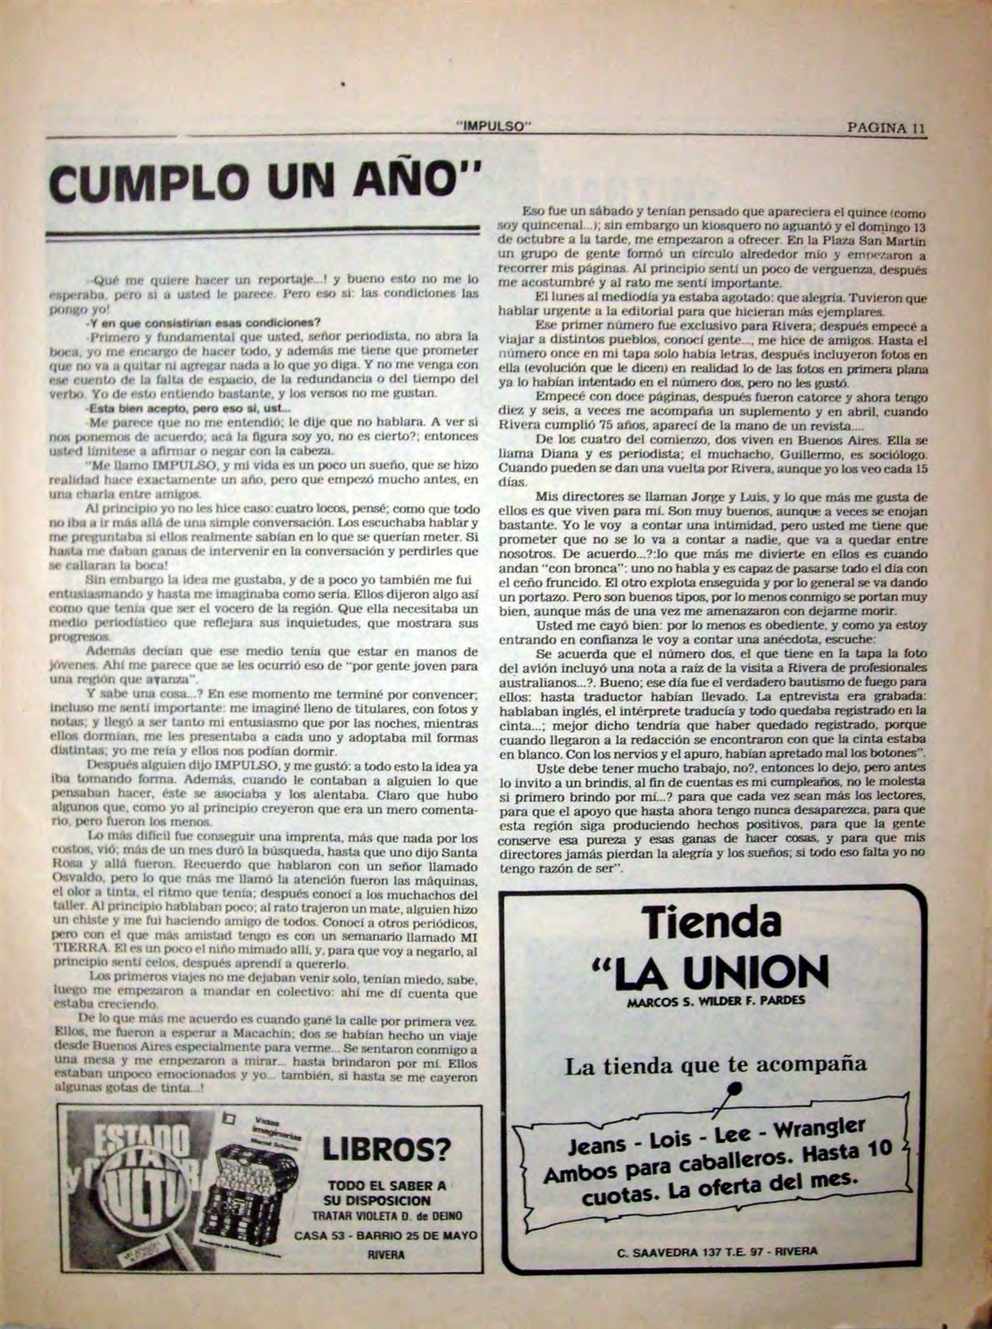 "IMPULSO"
PAGINA 11
CUMPLO UN AÑO"
-Qué me quiere hacer un reportaje...! y bueno esto no me lo
esperaba, pero si a usted le parece. Pero eso sí: las condiciones las
pongo yo!
-Y en que consistirían esas condiciones?
-Primero y fundamental que usted, señor periodista, no abra la
boca, yo me encargo de hacer todo, y además me tiene que prometer
que no va a quitar ni agregar nada a lo que yo diga. Y no me venga con
ese cuento de la falta de espacio, de la redundancia o del tiempo del
verbo. Yo de esto entiendo bastante, y los versos no me gustan.
-Esta bien acepto, pero eso si, ust...
-Me parece que no me entendió; le dije que no hablara. A ver si
nos ponemos de acuerdo; acá la figura soy yo, no es cierto?; entonces
usted limítese a afirmar o negar con la cabeza.
"Me llamo IMPULSO, y mi vida es un poco un sueño, que se hizo
realidad hace exactamente un año, pero que empezó mucho antes, en
una charla entre amigos.
Al principio yo no les hice caso: cuatro locos, pensé; como que todo
no iba a ir más allá de una simple conversación. Los escuchaba hablar y
me preguntaba si ellos realmente sabían en lo que se querían meter. Si
hasta me daban ganas de intervenir en la conversación y perdirles que
se callaran la boca!
Sin embargo la idea me gustaba, y de a poco yo también me fui
entusiasmando y hasta me imaginaba como sería. Ellos dijeron algo así
como que tenía que ser el vocero de la región. Que ella necesitaba un
medio periodístico que reflejara sus inquietudes, que mostrara sus
progresos.
Además decían que ese medio tenía que estar en manos de
jóvenes. Ahí me parece que se les ocurrió eso de "por gente joven para
una región que avanza".
Y sabe una cosa...? En ese momento me terminé por convencer;
incluso me sentí importante: me imaginé lleno de titulares, con fotos y
notas; y llegó a ser tanto mi entusiasmo que por las noches, mientras
ellos dormían, me les presentaba a cada uno y adoptaba mil formas
distintas; yo me reía y ellos nos podían dormir.
Después alguien dijo IMPULSO, y me gustó: a todo esto la idea ya
iba tomando forma. Además, cuando le contaban a alguien lo que
pensaban hacer, éste se asociaba y los alentaba. Claro que hubo
algunos que, como yo al principio creyeron que era un mero comenta-
rio, pero fueron los menos.
Lo más difícil fue conseguir una imprenta, más que nada por los
costos, vió; más de un mes duró la búsqueda, hasta que uno dijo Santa
Rosa y allá fueron. Recuerdo que hablaron con un señor llamado
Osvaldo, pero lo que más me llamó la atención fueron las máquinas,
el olor a tinta, el ritmo que tenía; después conocí a los muchachos del
taller. Al principio hablaban poco; al rato trajeron un mate, alguien hizo
un chiste y me fui haciendo amigo de todos. Conocí a otros periódicos,
pero con el que más amistad tengo es con un semanario llamado MI
TIERRA. El es un poco el niño mimado allí, y, para que voy a negarlo, al
principio sentí celos, después aprendí a quererlo.
Los primeros viajes no me dejaban venir solo, tenían miedo, sabe,
luego me empezaron a mandar en colectivo: ahí me dí cuenta que
estaba creciendo.
De lo que más me acuerdo es cuando gané la calle por primera vez.
Ellos, me fueron a esperar a Macachín; dos se habían hecho un viaje
desde Buenos Aires especialmente para verme... Se sentaron conmigo a
una mesa y me empezaron a mirar... hasta brindaron por mí. Ellos
estaban unpoco emocionados y yo... también, si hasta se me cayeron
algunas gotas de tinta...!
Eso fue un sábado y tenían pensado que apareciera el quince (como
soy quincenal...); sin embargo un kiosquero no aguantó y el domingo 13
de octubre a la tarde, me empezaron a ofrecer. En la Plaza San Martín
un grupo de gente formó un círculo alrededor mío y empezaron a
recorrer mis páginas. Al principio sentí un poco de verguenza, después
me acostumbré y al rato me sentí importante.
El lunes al mediodía ya estaba agotado: que alegría. Tuvieron que
hablar urgente a la editorial para que hicieran más ejemplares.
Ese primer número fue exclusivo para Rivera; después empecé a
viajar a distintos pueblos, conocí gente..., me hice de amigos. Hasta el
número once en mi tapa solo había letras, después incluyeron fotos en
ella (evolución que le dicen) en realidad lo de las fotos en primera plana
ya lo habían intentado en el número dos, pero no les gustó.
Empecé con doce páginas, después fueron catorce y ahora tengo
diez y seis, a veces me acompaña un suplemento y en abril, cuando
Rivera cumplió 75 años, aparecí de la mano de un revista....
De los cuatro del comienzo, dos viven en Buenos Aires. Ella se
llama Diana y es periodista; el muchacho, Guillermo, es sociólogo.
Cuando pueden se dan una vuelta por Rivera, aunque yo los veo cada 15
días.
Mis directores se llaman Jorge y Luis, y lo que más me gusta de
ellos es que viven para mí. Son muy buenos, aunque a veces se enojan
bastante. Yo le voy a contar una intimidad, pero usted me tiene que
prometer que no se lo va a contar a nadie, que va a quedar entre
nosotros. De acuerdo...?:lo que más me divierte en ellos es cuando
andan "con bronca": uno no habla y es capaz de pasarse todo el día con
el ceño fruncido. El otro explota enseguida y por lo general se va dando
un portazo. Pero son buenos tipos, por lo menos conmigo se portan muy
bien, aunque más de una vez me amenazaron con dejarme morir.
Usted me cayó bien: por lo menos es obediente, y como ya estoy
entrando en confianza le voy a contar una anécdota, escuche:
Se acuerda que el número dos, el que tiene en la tapa la foto
del avión incluyó una nota a raíz de la visita a Rivera de profesionales
australianos...?. Bueno; ese día fue el verdadero bautismo de fuego para
ellos: hasta traductor habían llevado. La eptrevista era grabada:
hablaban inglés, el intérprete traducía y todo quedaba registrado en la
cinta...; mejor dicho tendría que haber quedado registrado, porque
cuando llegaron a la redacción se encontraron con que la cinta estaba
en blanco. Con los nervios y el apuro, habían apretado mal los botones".
Uste debe tener mucho trabajo, no?, entonces lo dejo, pero antes
lo invito a un brindis, al fin de cuentas es mi cumpleaños, no le molesta
si primero brindo por mí...? para que cada vez sean más los lectores,
para que el apoyo que hasta ahora tengo nunca desaparezca, para que
esta región siga produciendo hechos positivos, para que la gente
conserve esa pureza y esas ganas de hacer cosas, y para que mis
directores jamás pierdan la alegría y los sueños; si todo eso falta yo no
tengo razón de ser".
ESTADO
Vidas
imaginarias
LIBROS?
TODO EL SABER A
SU DISPOSICION
TRATAR VIOLETA D. de DEINO
CASA 53 - BARRIO 25 DE MAYO
RIVERA
Tienda
"LA UNION
MARCOS S. WILDER F. PARDES
La tienda que te acompaña
Jeans - Lois - Lee - Wrangler
Ambos para caballeros. Hasta 10
cuotas. La oferta del mes.
C. SAAVEDRA 137 T.E. 97 - RIVERA